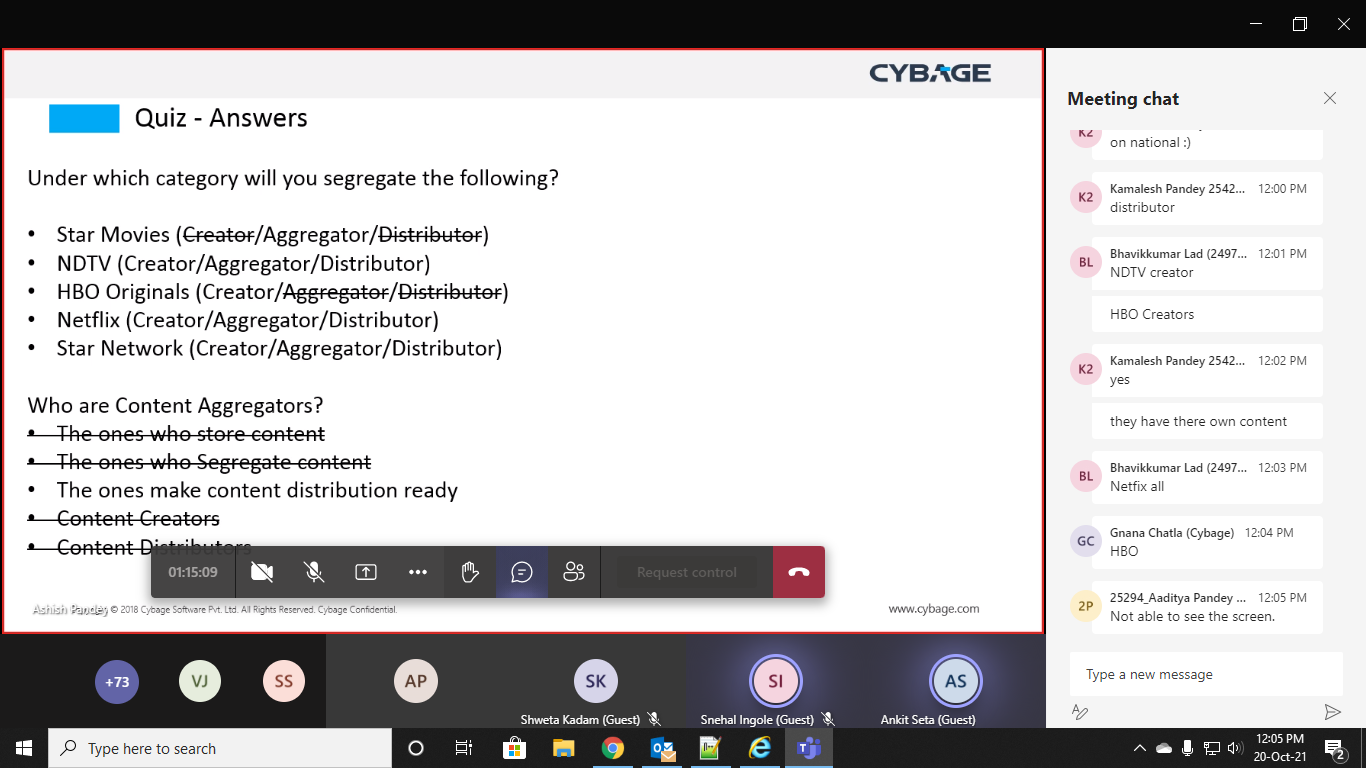 CYBAGE
Quiz - Answers
Under which category will you segregate the following?
• Star Movies (Creator/Aggregator/Distributor)
• NDTV (Creator/Aggregator/Distributor)
• HBO Originals (Creator/Aggregator/Distributor)
• Netflix (Creator/Aggregator/Distributor)
• Star Network (Creator/Aggregator/Distributor)
Who are Content Aggregators?
• The ones who store content
• The ones who Segregate content
• The ones make content distribution ready
• Content Creators
• Content Distributors
01:15:09
Request control
Ashish Pandey © 2018 Cybage Software Pvt. Ltd. All Rights Reserved. Cybage Confidential.
www.cybage.com
+73
VJ
SS
AP
SK
Shweta Kadam (Guest)
SI
Snehal Ingole (Guest)
AS
Ankit Seta (Guest)
Meeting chat
K2
on national :)
K2
Kamalesh Pandey 2542... 12:00 PM
distributor
BL
Bhavikkumar Lad (2497... 12:01 PM
NDTV creator
HBO Creators
K2
Kamalesh Pandey 2542... 12:02 PM
yes
they have there own content
BL
Bhavikkumar Lad (2497... 12:03 PM
Netfix all
GC
Gnana Chatla (Cybage) 12:04 PM
HBO
2P
25294_Aaditya Pandey ... 12:05 PM
Not able to see the screen.
Type a new message
Type here to search
12:05 PM
20-Oct-21
2